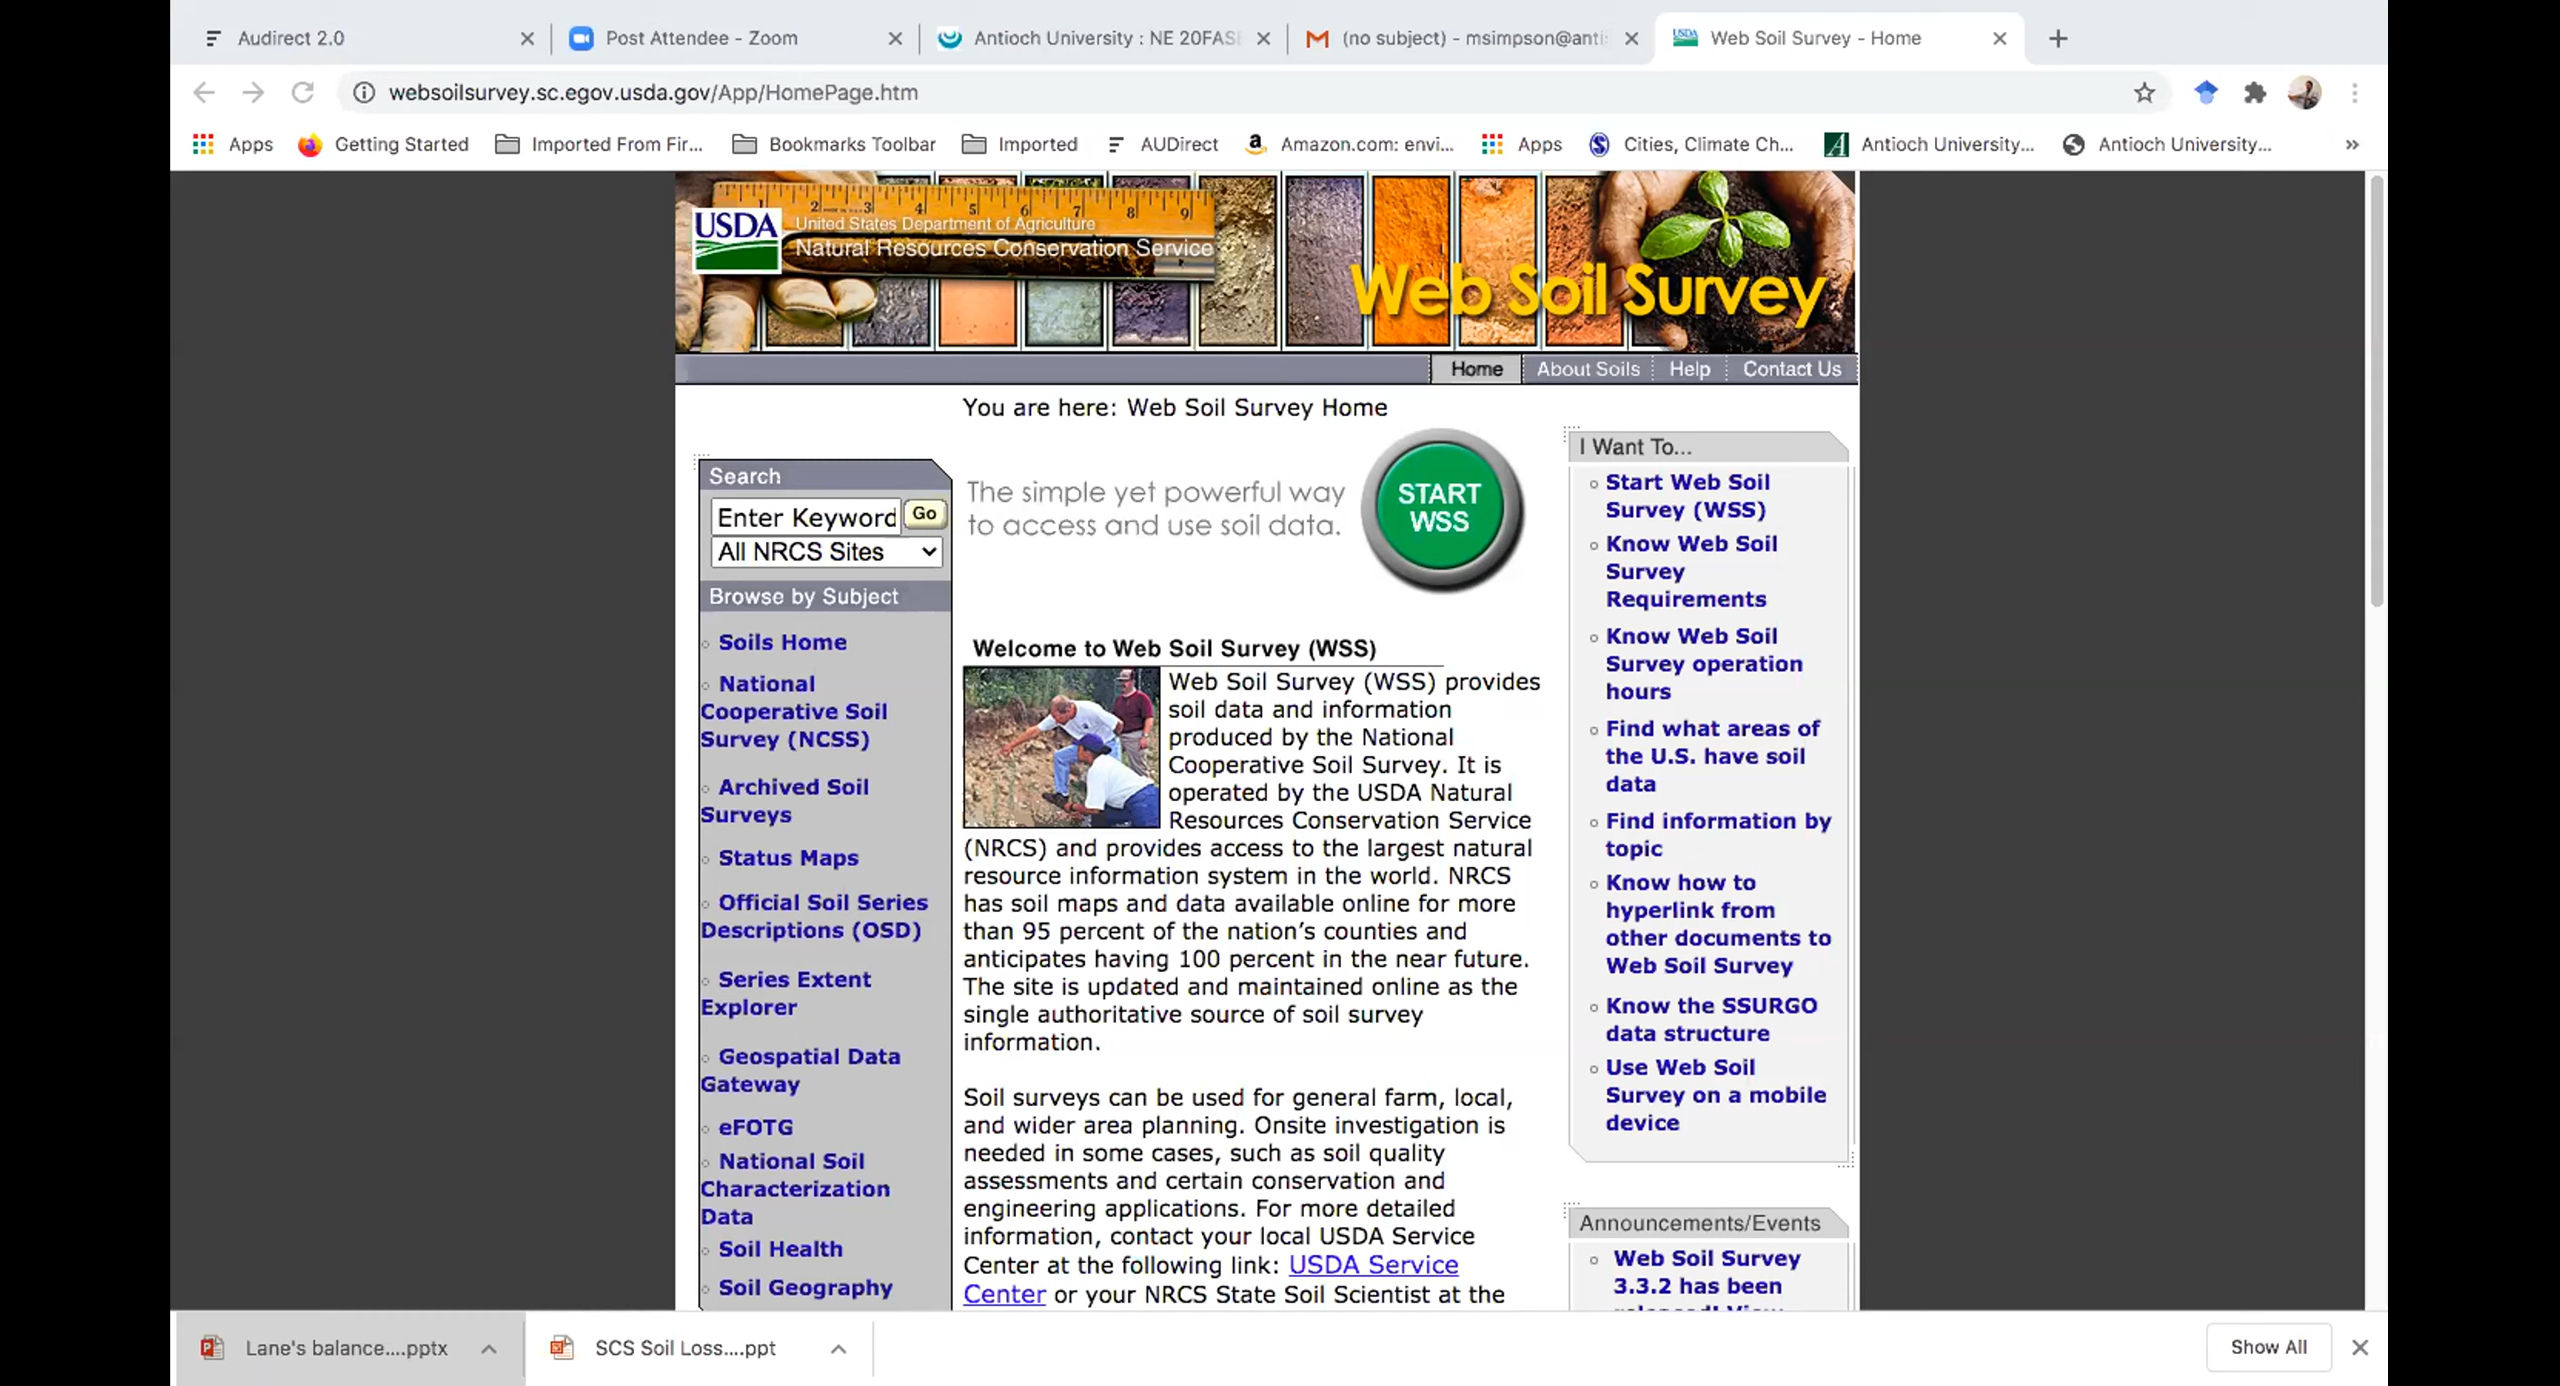 Audirect 2.0
Post Attendee - Zoom
Antioch University : NE 20FAS
(no subject) - msimpson@anti
Web Soil Survey - Home
websoilsurvey.sc.egov.usda.gov/App/HomePage.htm
Apps
Getting Started
Imported From Fir...
Bookmarks Toolbar
Imported
AUDirect
Amazon.com: envi...
Apps
Cities, Climate Ch...
Antioch University...
Antioch University...
1 2 3 4 5 6 7 8 9
USDA
United States Department of Agriculture
Natural Resources Conservation Service
Web Soil Survey
Home
About Soils
Help
Contact Us
You are here: Web Soil Survey Home
Search
Enter Keyword
Go
All NRCS Sites
Browse by Subject
Soils Home
National
Cooperative Soil
Survey (NCSS)
Archived Soil
Surveys
Status Maps
Official Soil Series
Descriptions (OSD)
Series Extent
Explorer
Geospatial Data
Gateway
eFOTG
National Soil
Characterization
Data
Soil Health
Soil Geography
The simple yet powerful way
to access and use soil data.
START
WSS
Welcome to Web Soil Survey (WSS)
Web Soil Survey (WSS) provides
soil data and information
produced by the National
Cooperative Soil Survey. It is
operated by the USDA Natural
Resources Conservation Service
(NRCS) and provides access to the largest natural
resource information system in the world. NRCS
has soil maps and data available online for more
than 95 percent of the nation's counties and
anticipates having 100 percent in the near future.
The site is updated and maintained online as the
single authoritative source of soil survey
information.
Soil surveys can be used for general farm, local,
and wider area planning. Onsite investigation is
needed in some cases, such as soil quality
assessments and certain conservation and
engineering applications. For more detailed
information, contact your local USDA Service
Center at the following link: USDA Service
Center or your NRCS State Soil Scientist at the
I Want To...
Start Web Soil
Survey (WSS)
Know Web Soil
Survey
Requirements
Know Web Soil
Survey operation
hours
Find what areas of
the U.S. have soil
data
Find information by
topic
Know how to
hyperlink from
other documents to
Web Soil Survey
Know the SSURGO
data structure
Use Web Soil
Survey on a mobile
device
Announcements/Events
Web Soil Survey
3.3.2 has been
released! View
Lane's balance....pptx
SCS Soil Loss....ppt
Show All